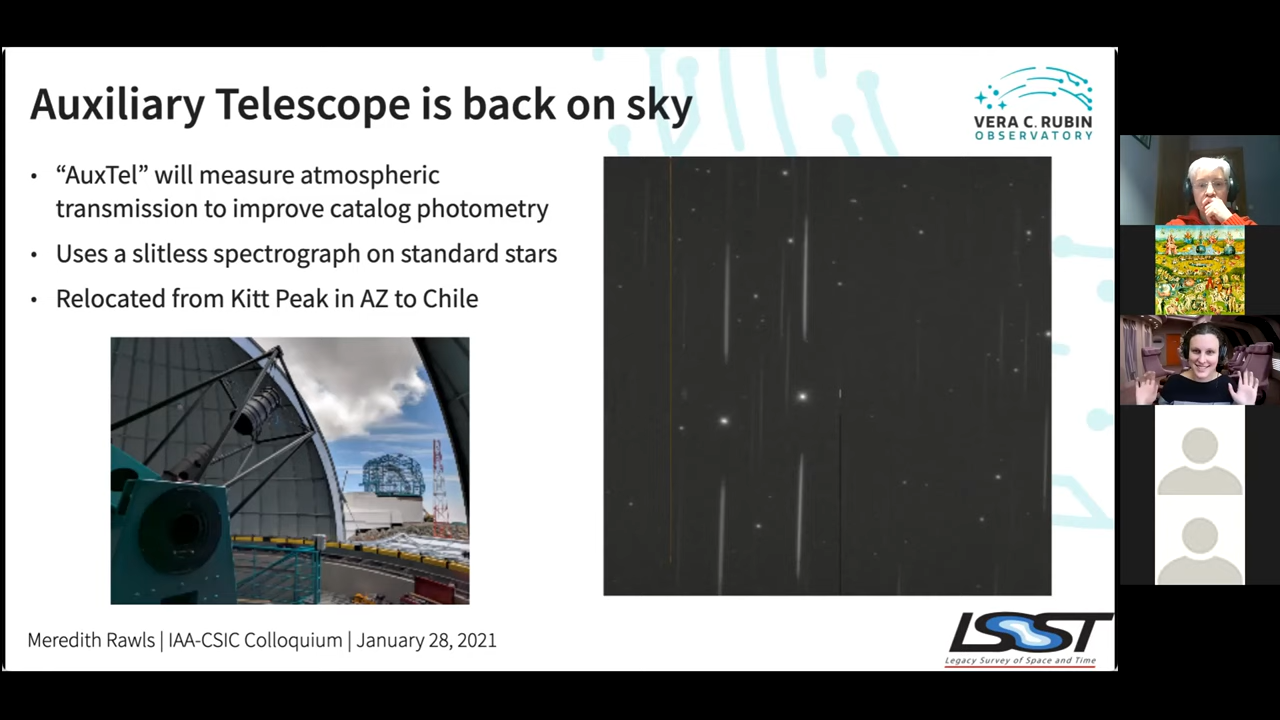 Auxiliary Telescope is back on sky
VERA C. RUBIN
OBSERVATORY
• “AuxTel” will measure atmospheric
transmission to improve catalog photometry
• Uses a slitless spectrograph on standard stars
• Relocated from Kitt Peak in AZ to Chile
Meredith Rawls | IAA-CSIC Colloquium | January 28, 2021
LSST
Legacy Survey of Space and Time